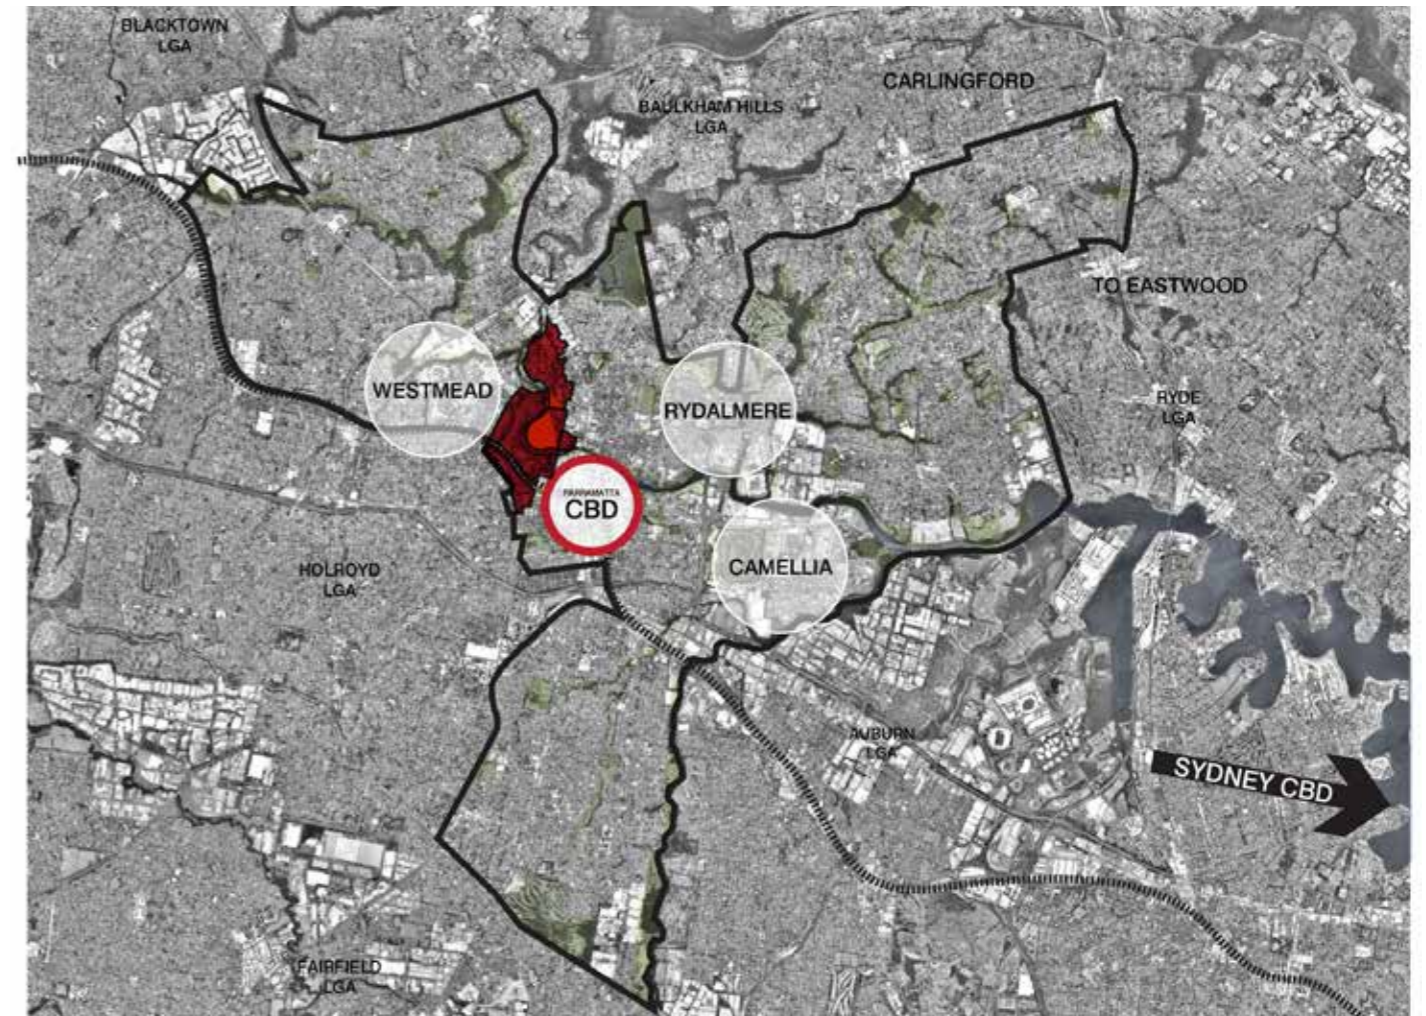 BLACKTOWN
LGA
BAULKHAM HILLS
LGA
CARLINGFORD
TO EASTWOOD
WESTMEAD
RYDALMERE
RYDE
LGA
PARRAMATTA
CBD
CAMELLIA
HOLROYD
LGA
AUBURN
LGA
SYDNEY CBD
FAIRFIELD
LGA